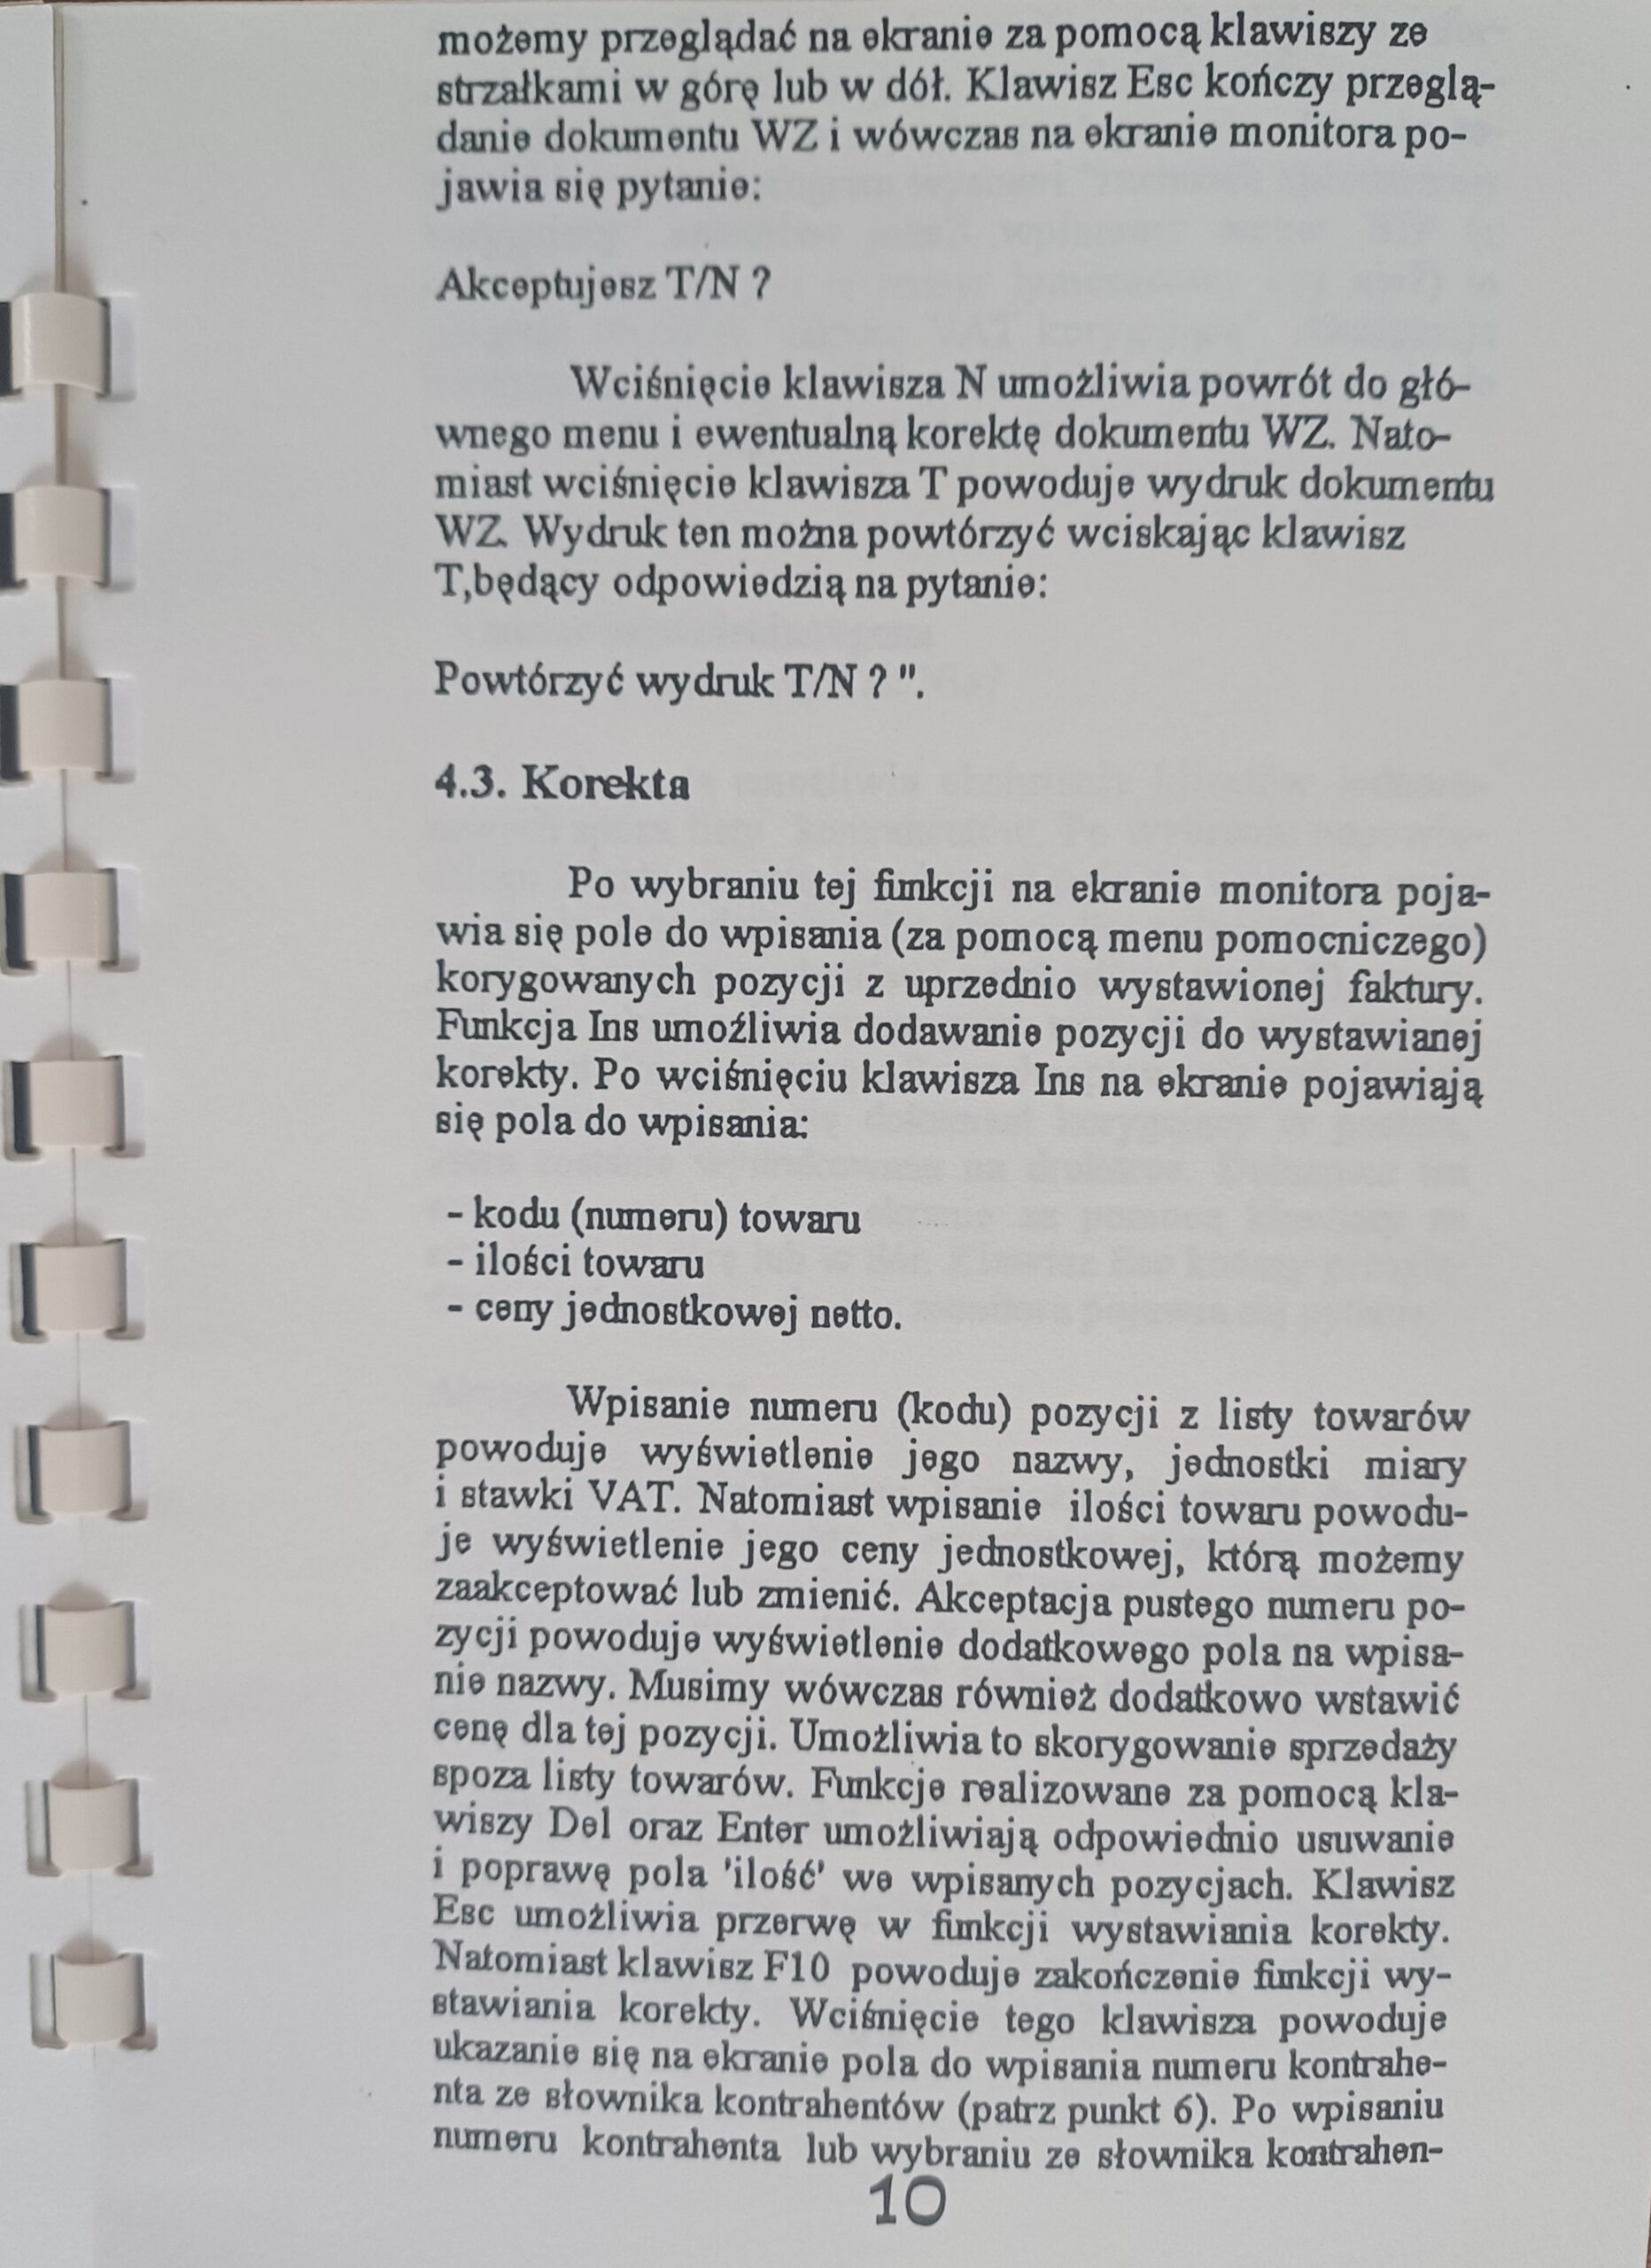 możemy przeglądać na ekranie za pomocą klawiszy ze
strzałkami w górę lub w dół. Klawisz Esc kończy przeglą-
danie dokumentu WZ i wówczas na ekranie monitora po-
jawia się pytanie:
Akceptujesz T/N ?
Wciśnięcie klawisza N umożliwia powrót do głó-
wnego menu i ewentualną korektę dokumentu WZ. Nato-
miast wciśnięcie klawisza T powoduje wydruk dokumentu
WZ. Wydruk ten można powtórzyć wciskając klawisz
T,będący odpowiedzią na pytanie:
Powtórzyć wydruk T/N ? ".
4.3. Korekta
Po wybraniu tej funkcji na ekranie monitora poja-
wia się pole do wpisania (za pomocą menu pomocniczego)
korygowanych pozycji z uprzednio wystawionej faktury.
Funkcja Ins umoźliwia dodawanie pozycji do wystawianej
korekty. Po wciśnięciu klawisza Ins na ekranie pojawiają
się pola do wpisania:
- kodu (numeru) towaru
- ilości towaru
- ceny jednostkowej netto.
Wpisanie numeru (kodu) pozycji z listy towarów
powoduje wyświetlenie jego nazwy, jednostki miary
i stawki VAT. Natomiast wpisanie ilości towaru powodu-
je wyświetlenie jego ceny jednostkowej, którą możemy
zaakceptować lub zmienić. Akceptacja pustego numeru po-
zycji powoduje wyświetlenie dodatkowego pola na wpisa-
nie nazwy. Musimy wówczas również dodatkowo wstawić
cenę dla tej pozycji. Umożliwia to skorygowanie sprzedaży
spoza listy towarów. Funkcje realizowane za pomocą kla-
wiszy Del oraz Enter umożliwiają odpowiednio usuwanie
i poprawę pola 'ilość' we wpisanych pozycjach. Klawisz
Esc umożliwia przerwę w funkcji wystawiania korekty.
Natomiast klawisz F10 powoduje zakończenie funkcji wy-
stawiania korekty. Wciśnięcie tego klawisza powoduje
ukazanie się na ekranie pola do wpisania numeru kontrahe-
nta ze słownika kontrahentów (patrz punkt 6). Po wpisaniu
numeru kontrahenta lub wybraniu ze słownika kontrahen-
10